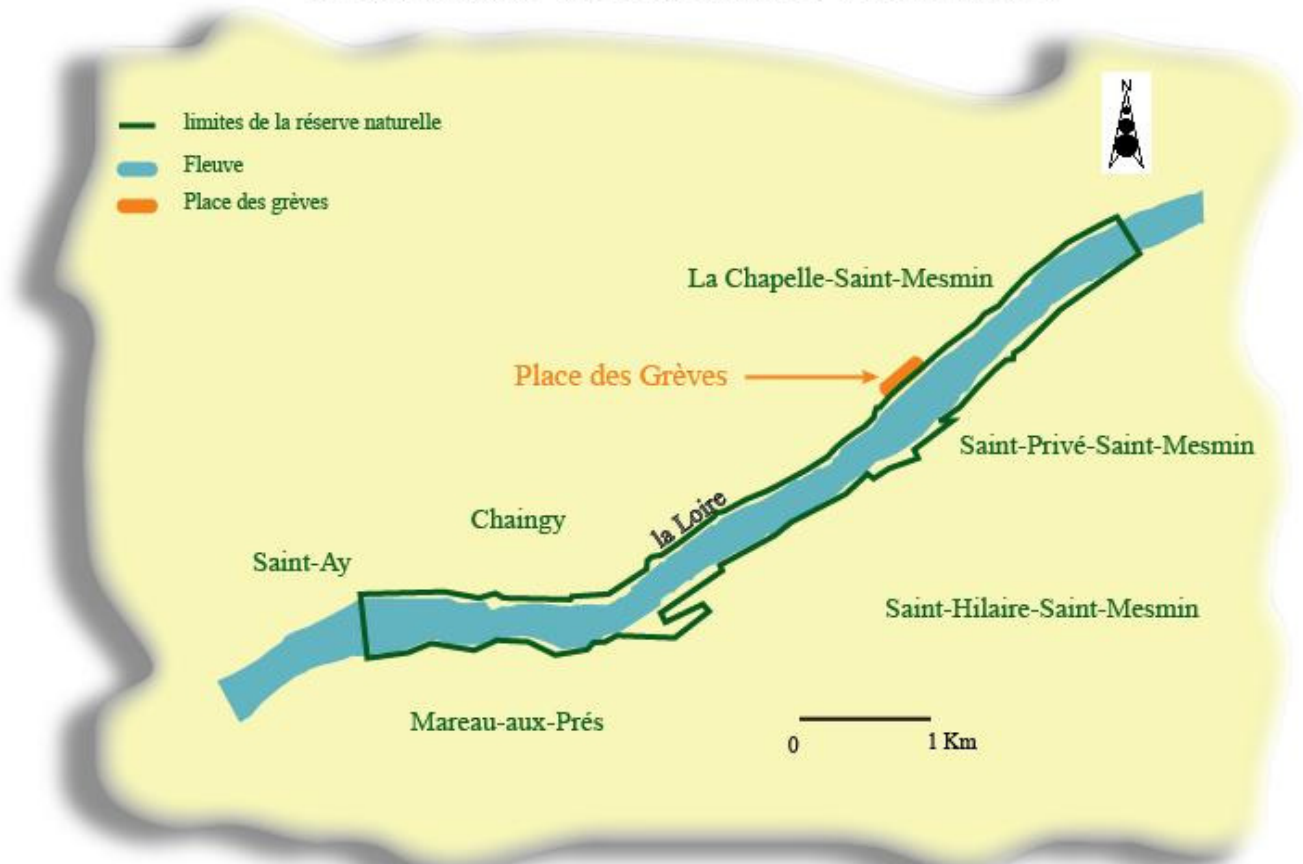 N
limites de la réserve naturelle
Fleuve
Place des grèves
La Chapelle-Saint-Mesmin
Place des Grèves
Saint-Privé-Saint-Mesmin
la Loire
Chaingy
Saint-Ay
Saint-Hilaire-Saint-Mesmin
Mareau-aux-Prés
0 1 Km